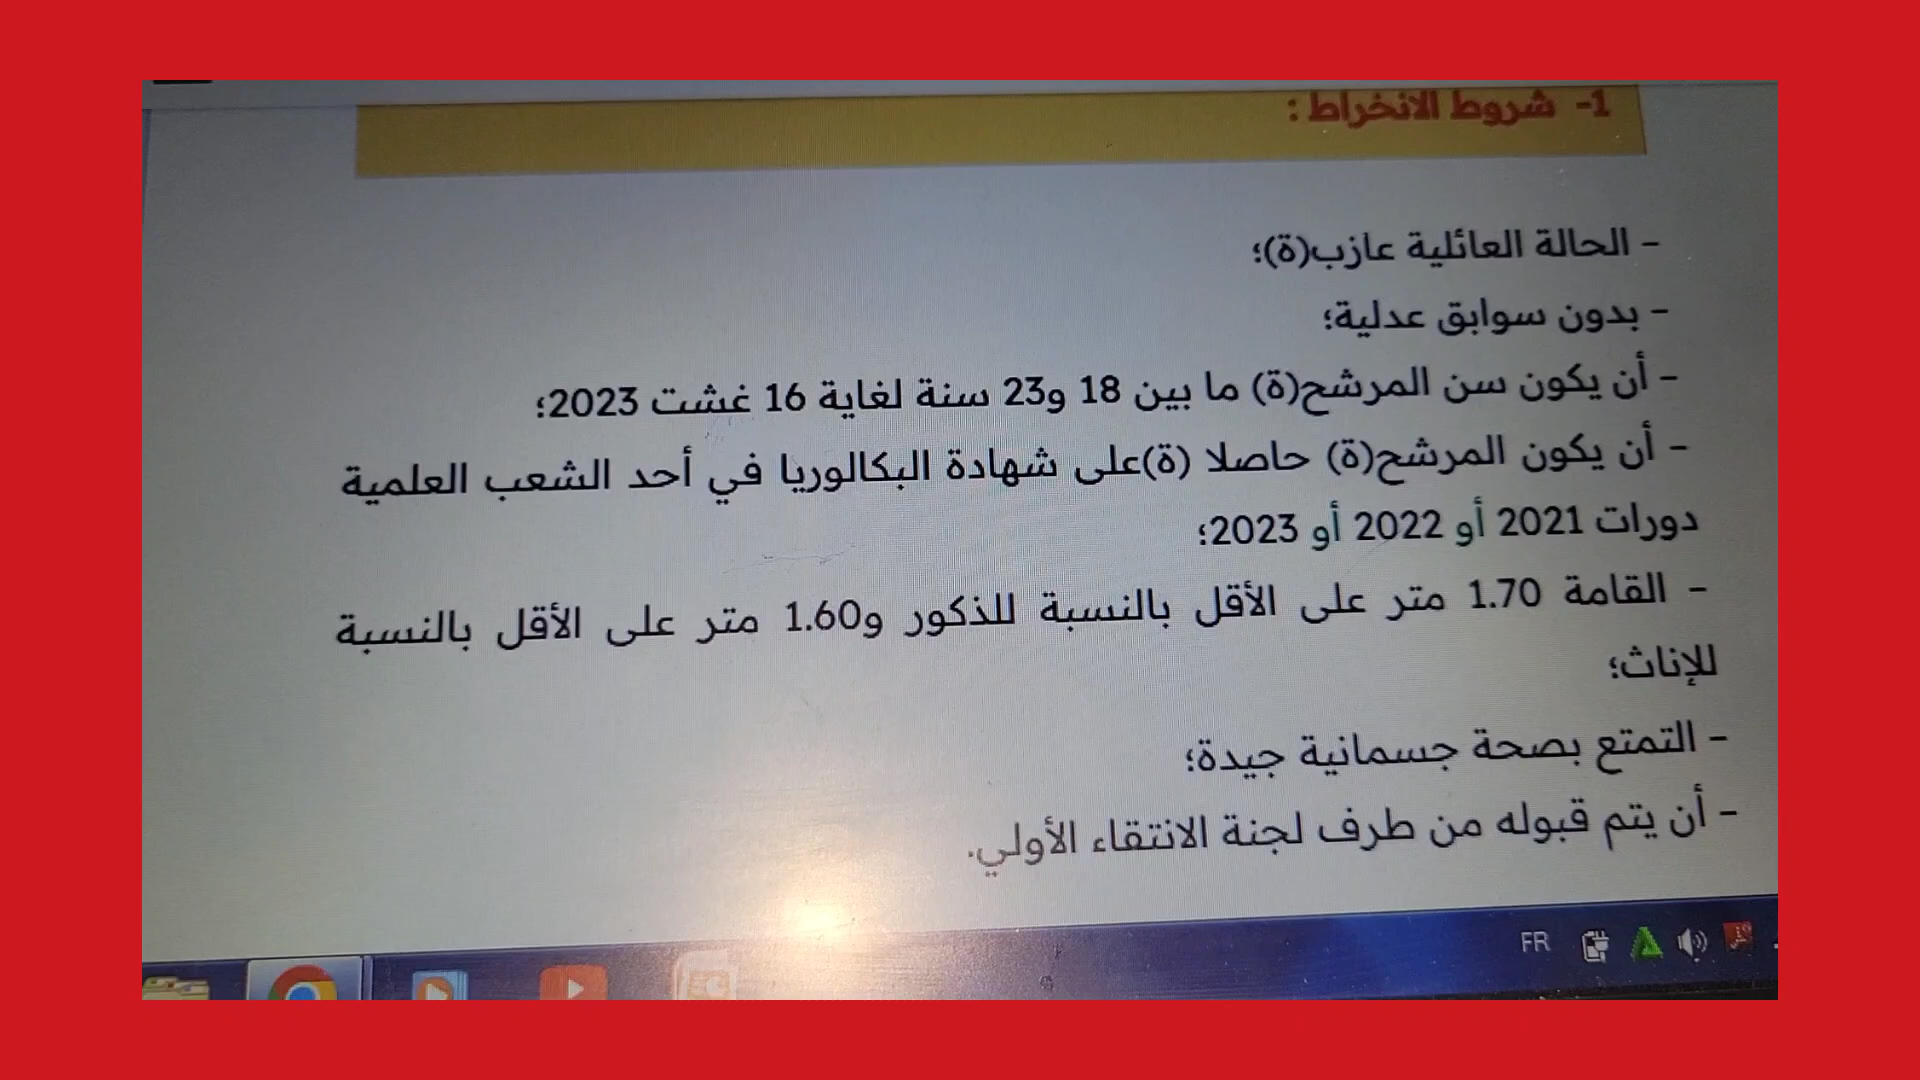 1- شروط الانخراط :
- الحالة العائلية عازب(ة)؛
- بدون سوابق عدلية؛
- أن يكون سن المرشح(ة) ما بين 18 و23 سنة لغاية 16 غشت 2023؛
- أن يكون المرشح(ة) حاصلا (ة)على شهادة البكالوريا في أحد الشعب العلمية
دورات 2021 أو 2022 أو 2023؛
- القامة 1.70 متر على الأقل بالنسبة للذكور و1.60 متر على الأقل بالنسبة
للإناث؛
- التمتع بصحة جسمانية جيدة؛
- أن يتم قبوله من طرف لجنة الانتقاء الأولي.
FR